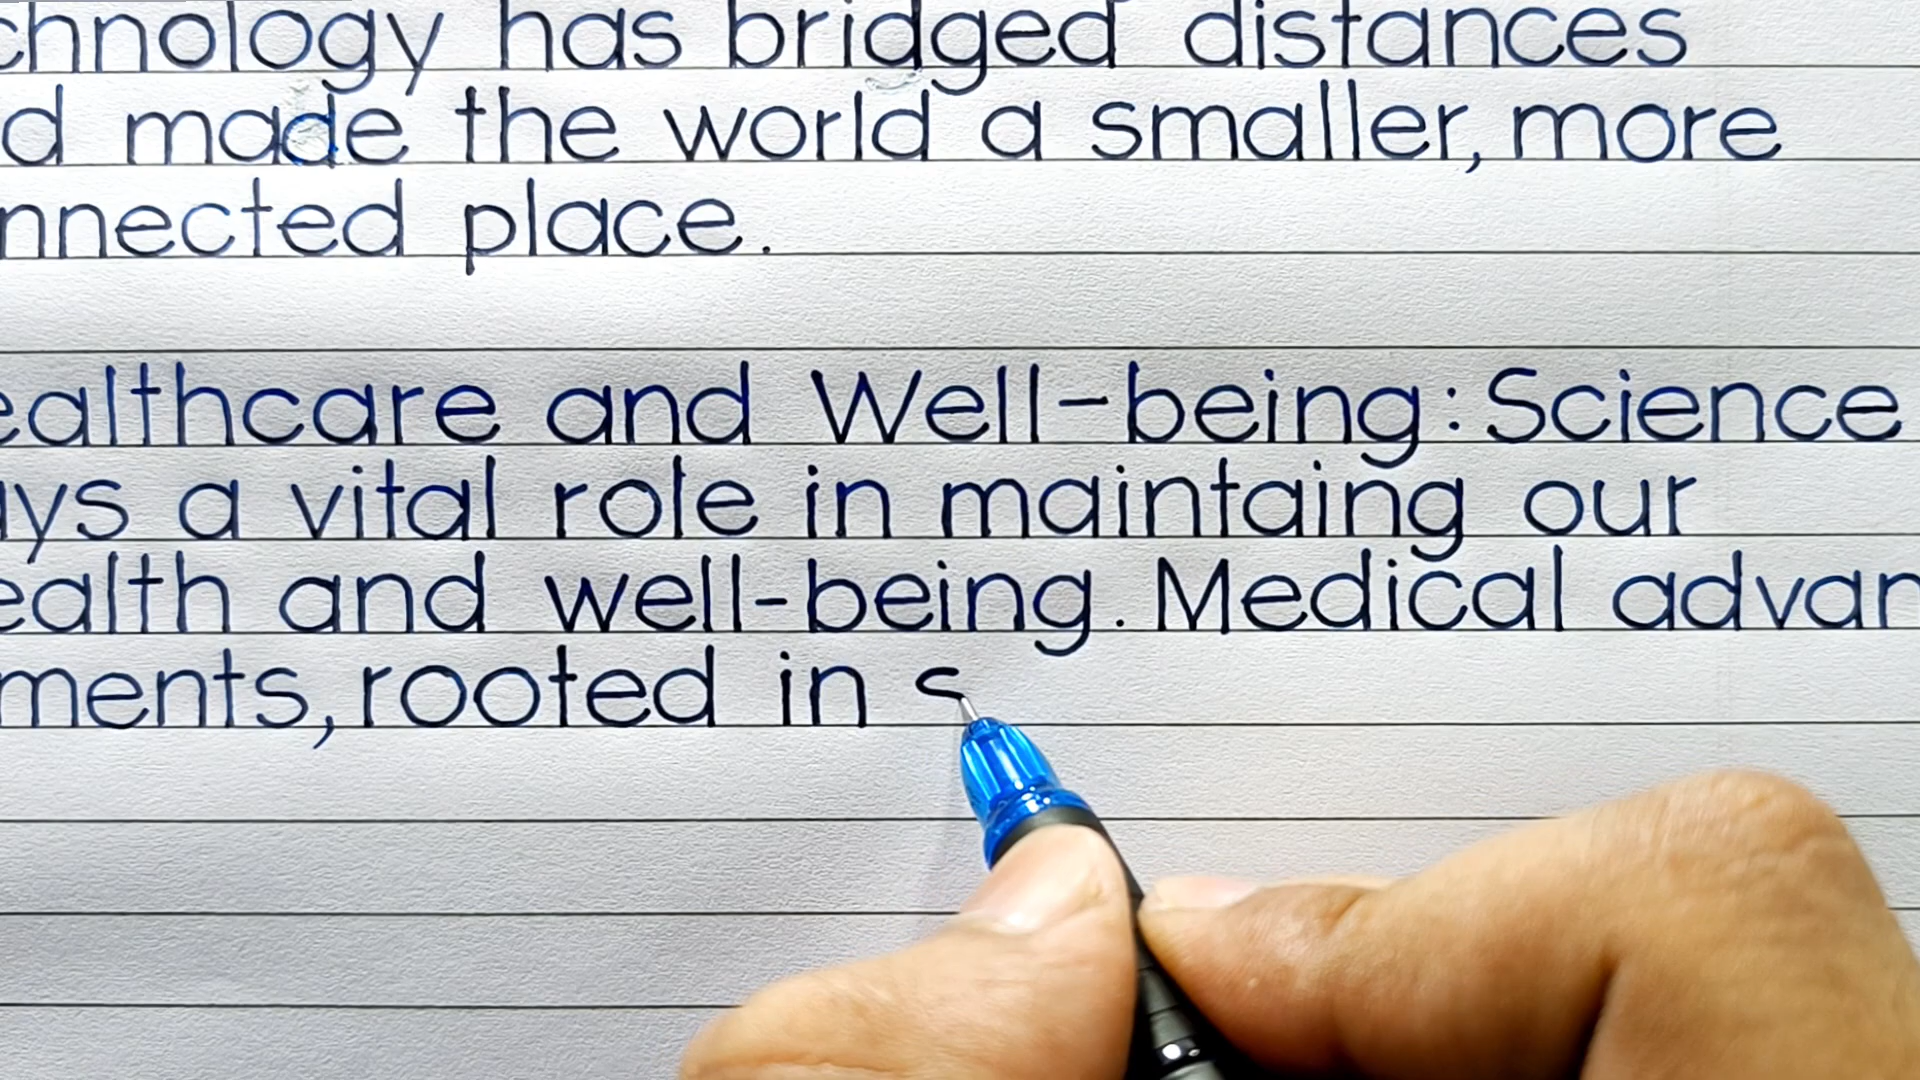 chnology has bridged distances
d made the world a smaller, more
nnected place.
ealthcare and Well-being: Science
ays a vital role in maintaing our
ealth and well-being. Medical advan
ments, rooted in s